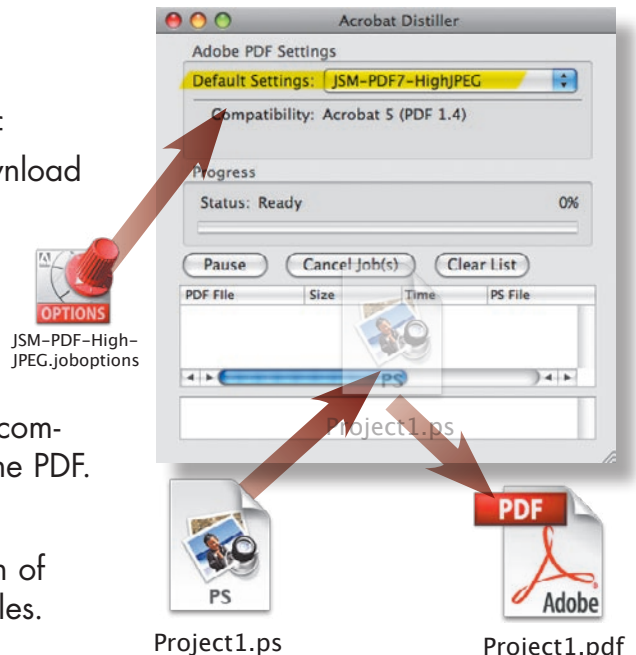 Acrobat Distiller
Adobe PDF Settings
Default Settings: JSM-PDF7-HighJPEG
Compatibility: Acrobat 5 (PDF 1.4)
wnload
Progress
Status: Ready 0%
OPTIONS
JSM-PDF-High-
JPEG.joboptions
Pause Cancel Job(s) Clear List
PDF File Size Time PS File
PS
Project1.ps
com-
ne PDF.
n of
les.
PS
Project1.ps
PDF
Adobe
Project1.pdf